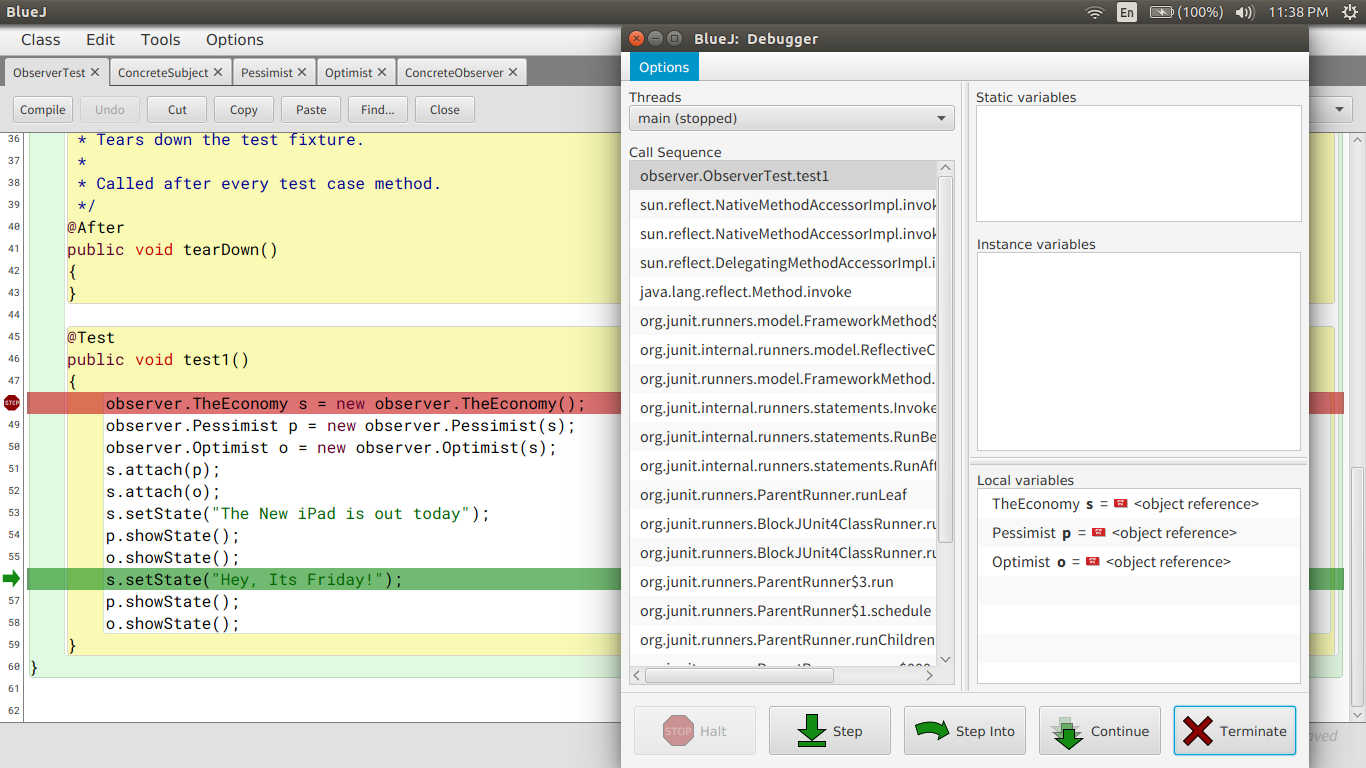 BlueJ
En
(100%)
11:38 PM
Class Edit Tools Options
ObserverTest ConcreteSubject Pessimist Optimist ConcreteObserver
Compile Undo Cut Copy Paste Find... Close
36 * Tears down the test fixture.
37 *
38 * Called after every test case method.
39 */
40 @After
41 public void tearDown()
42 {
43 }
44
45 @Test
46 public void test1()
47 {
STOP observer.TheEconomy s = new observer.TheEconomy();
49 observer.Pessimist p = new observer.Pessimist(s);
50 observer.Optimist o = new observer.Optimist(s);
51 s.attach(p);
52 s.attach(o);
53 s.setState("The New iPad is out today");
54 p.showState();
55 o.showState();
s.setState("Hey, Its Friday!");
57 p.showState();
58 o.showState();
59 }
60 }
61
62
BlueJ: Debugger
Options
Threads
main (stopped)
Call Sequence
observer.ObserverTest.test1
sun.reflect.NativeMethodAccessorImpl.invok
sun.reflect.NativeMethodAccessorImpl.invok
sun.reflect.DelegatingMethodAccessorImpl.i
java.lang.reflect.Method.invoke
org.junit.runners.model.FrameworkMethod$
org.junit.internal.runners.model.ReflectiveC
org.junit.runners.model.FrameworkMethod.
org.junit.internal.runners.statements.Invoke
org.junit.internal.runners.statements.RunBe
org.junit.internal.runners.statements.RunAft
org.junit.runners.ParentRunner.runLeaf
org.junit.runners.BlockJUnit4ClassRunner.ru
org.junit.runners.BlockJUnit4ClassRunner.ru
org.junit.runners.ParentRunner$3.run
org.junit.runners.ParentRunner$1.schedule
org.junit.runners.ParentRunner.runChildren
Static variables
Instance variables
Local variables
TheEconomy s = <object reference>
Pessimist p = <object reference>
Optimist o = <object reference>
STOP Halt
Step
Step Into
Continue
Terminate